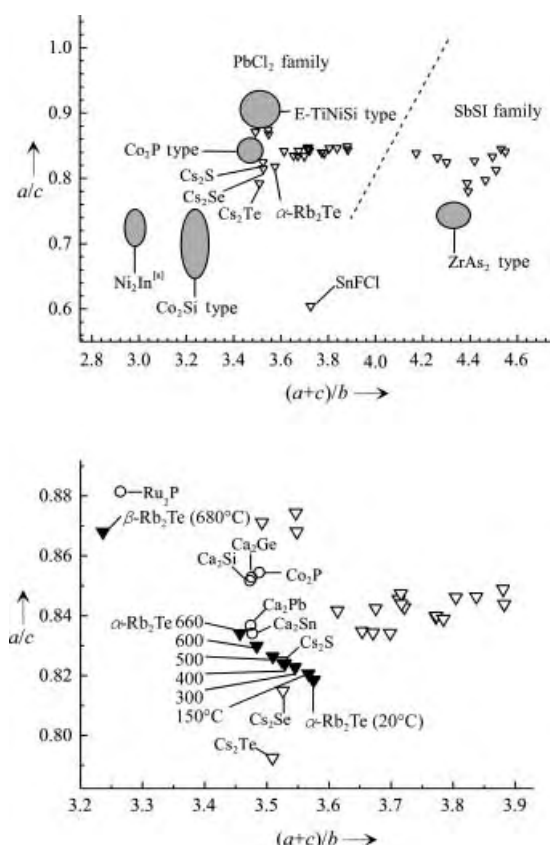 PbCl₂ family
SbSI family
E-TiNiSi type
Co₂P type
Cs₂S
Cs₂Se
Cs₂Te
α-Rb₂Te
Ni₂In[a]
Co₂Si type
SnFCl
ZrAs₂ type
1.0
0.9
0.8
0.7
0.6
a/c →
2.8 3.0 3.2 3.4 3.6 3.8 4.0 4.2 4.4 4.6
(a+c)/b →
Ru₂P
β-Rb₂Te (680°C)
Ca₂Ge
Ca₂Si
Co₂P
Ca₂Pb
α-Rb₂Te 660
Ca₂Sn
600
Cs₂S
500
400
300
150°C
α-Rb₂Te (20°C)
Cs₂Se
Cs₂Te
0.88
0.86
0.84
0.82
0.80
a/c →
3.2 3.3 3.4 3.5 3.6 3.7 3.8 3.9
(a+c)/b →